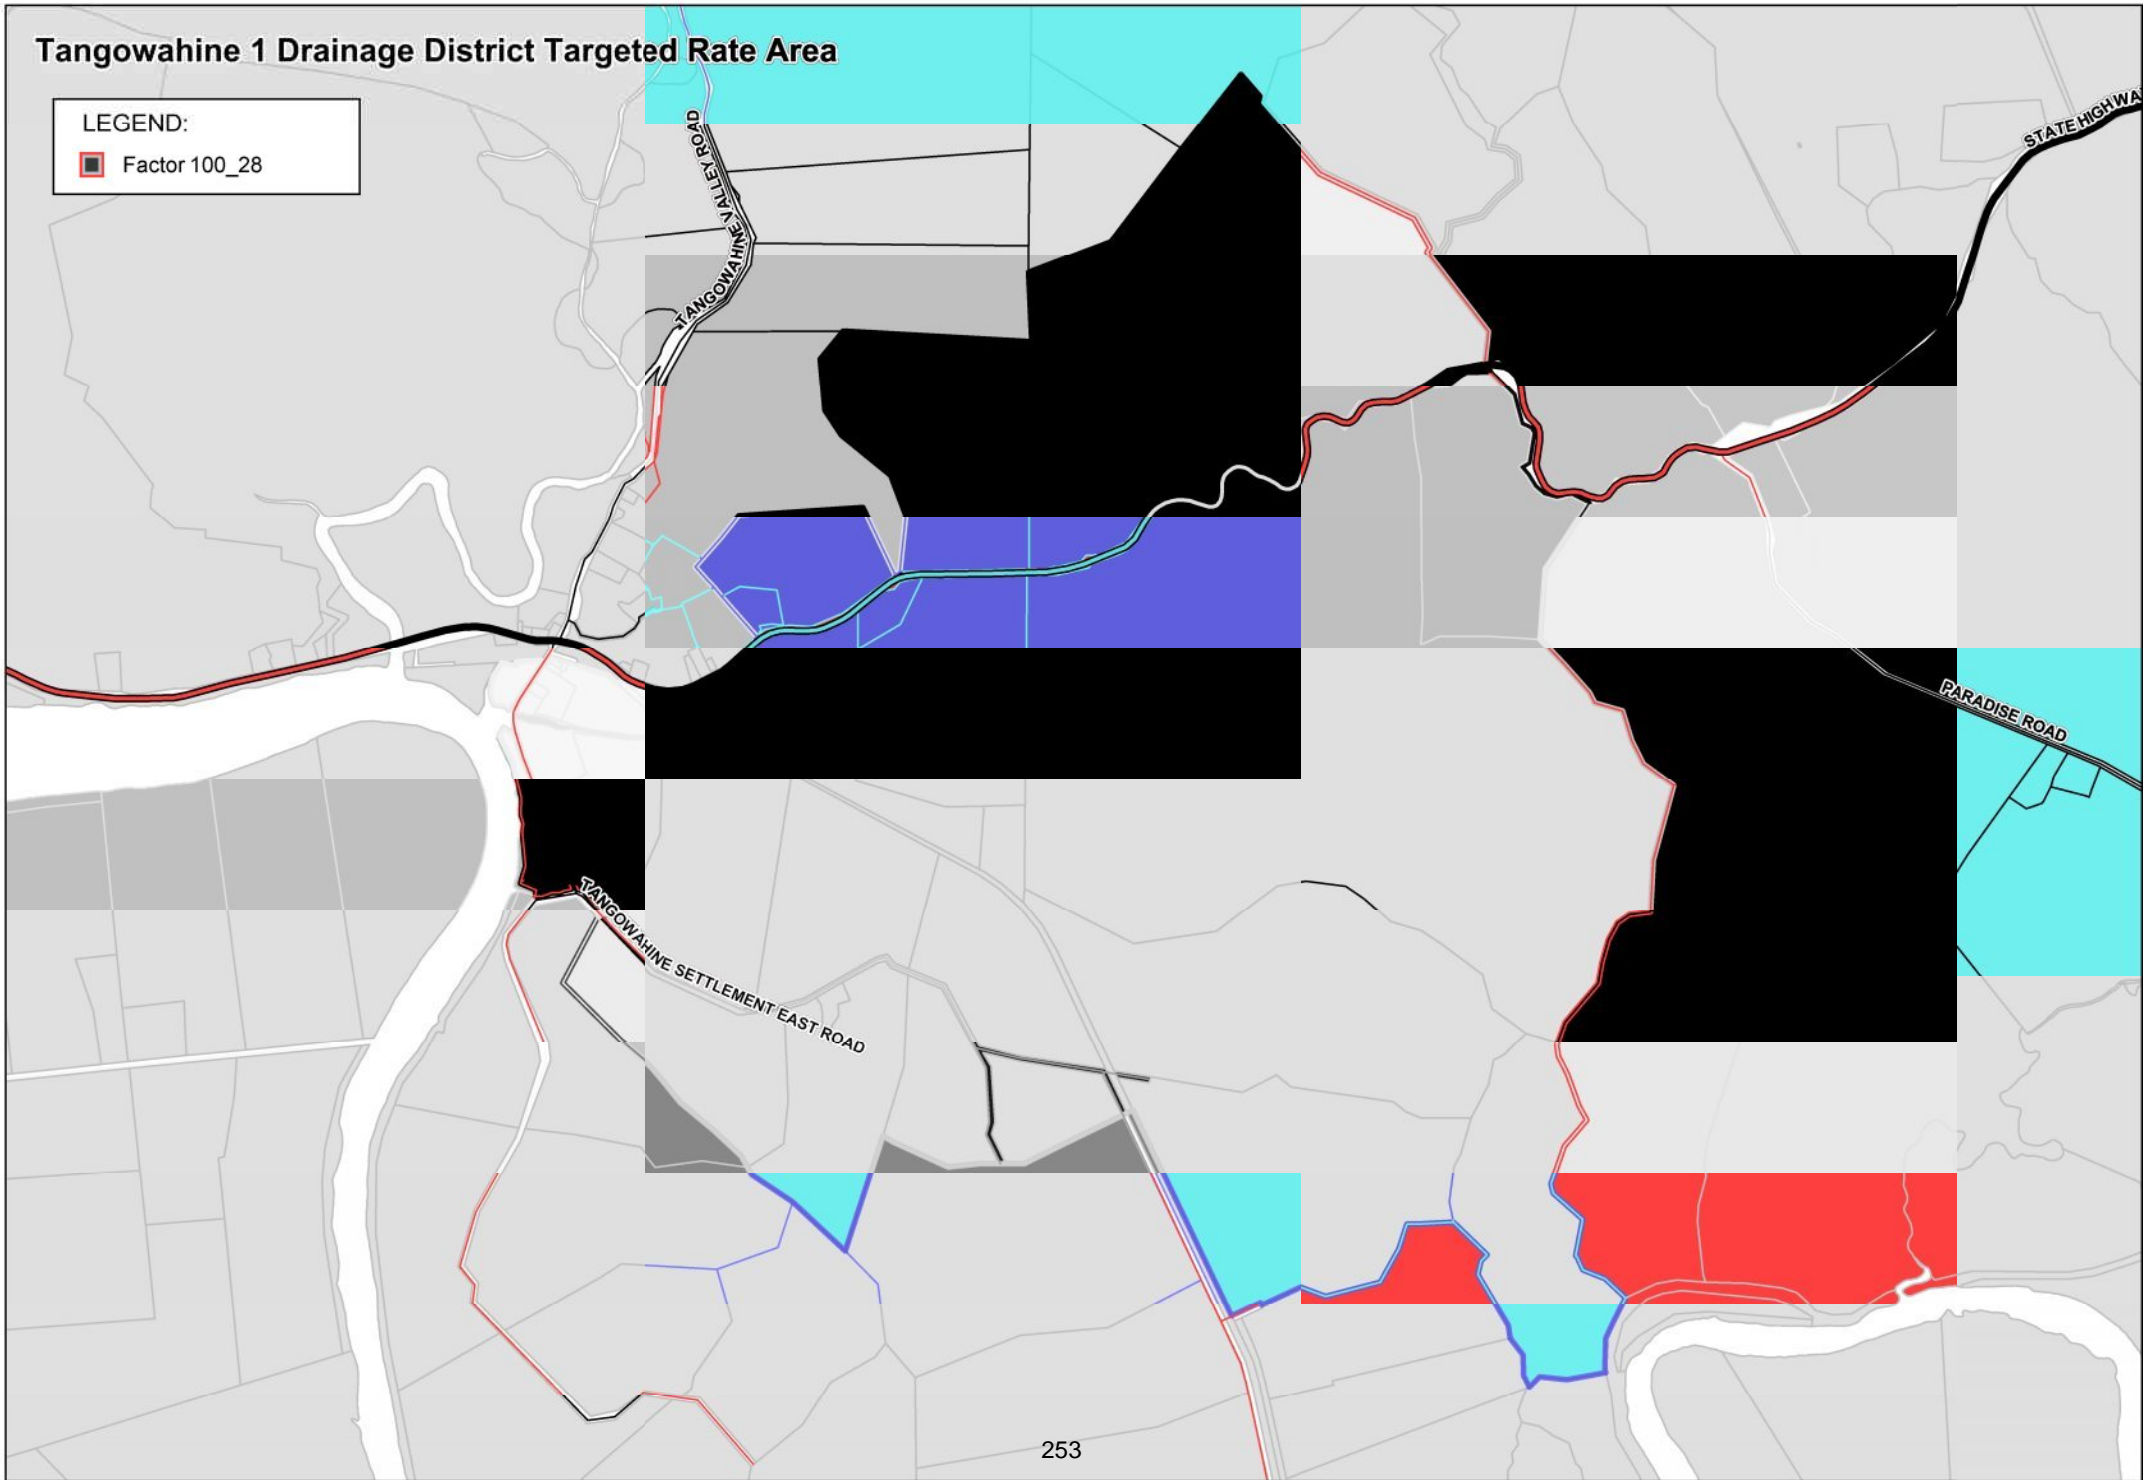 Tangowahine 1 Drainage District Targeted Rate Area
LEGEND:
Factor 100_28
TANGOWAHINE VALLEY ROAD
STATE HIGHWA
PARADISE ROAD
TANGOWAHINE SETTLEMENT EAST ROAD
253